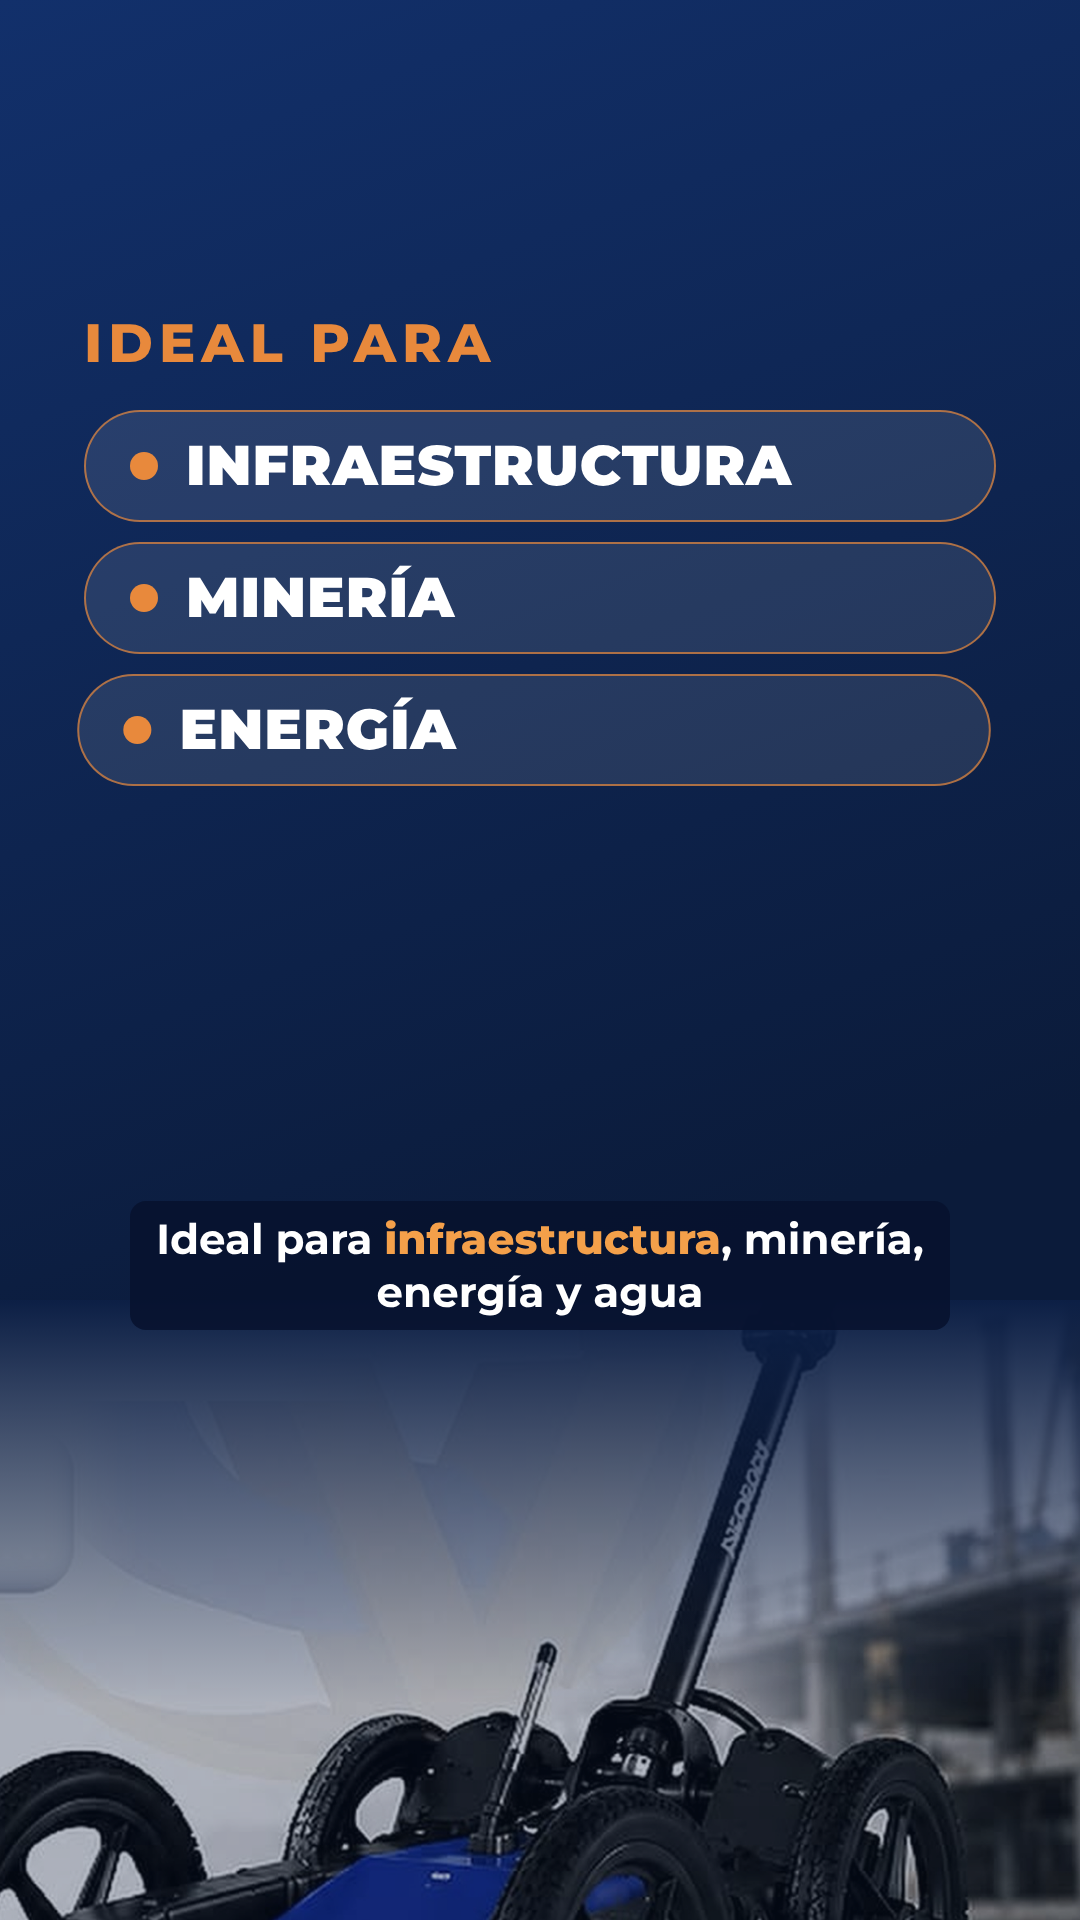 IDEAL PARA
INFRAESTRUCTURA
MINERÍA
ENERGÍA
Ideal para infraestructura, minería,
energía y agua